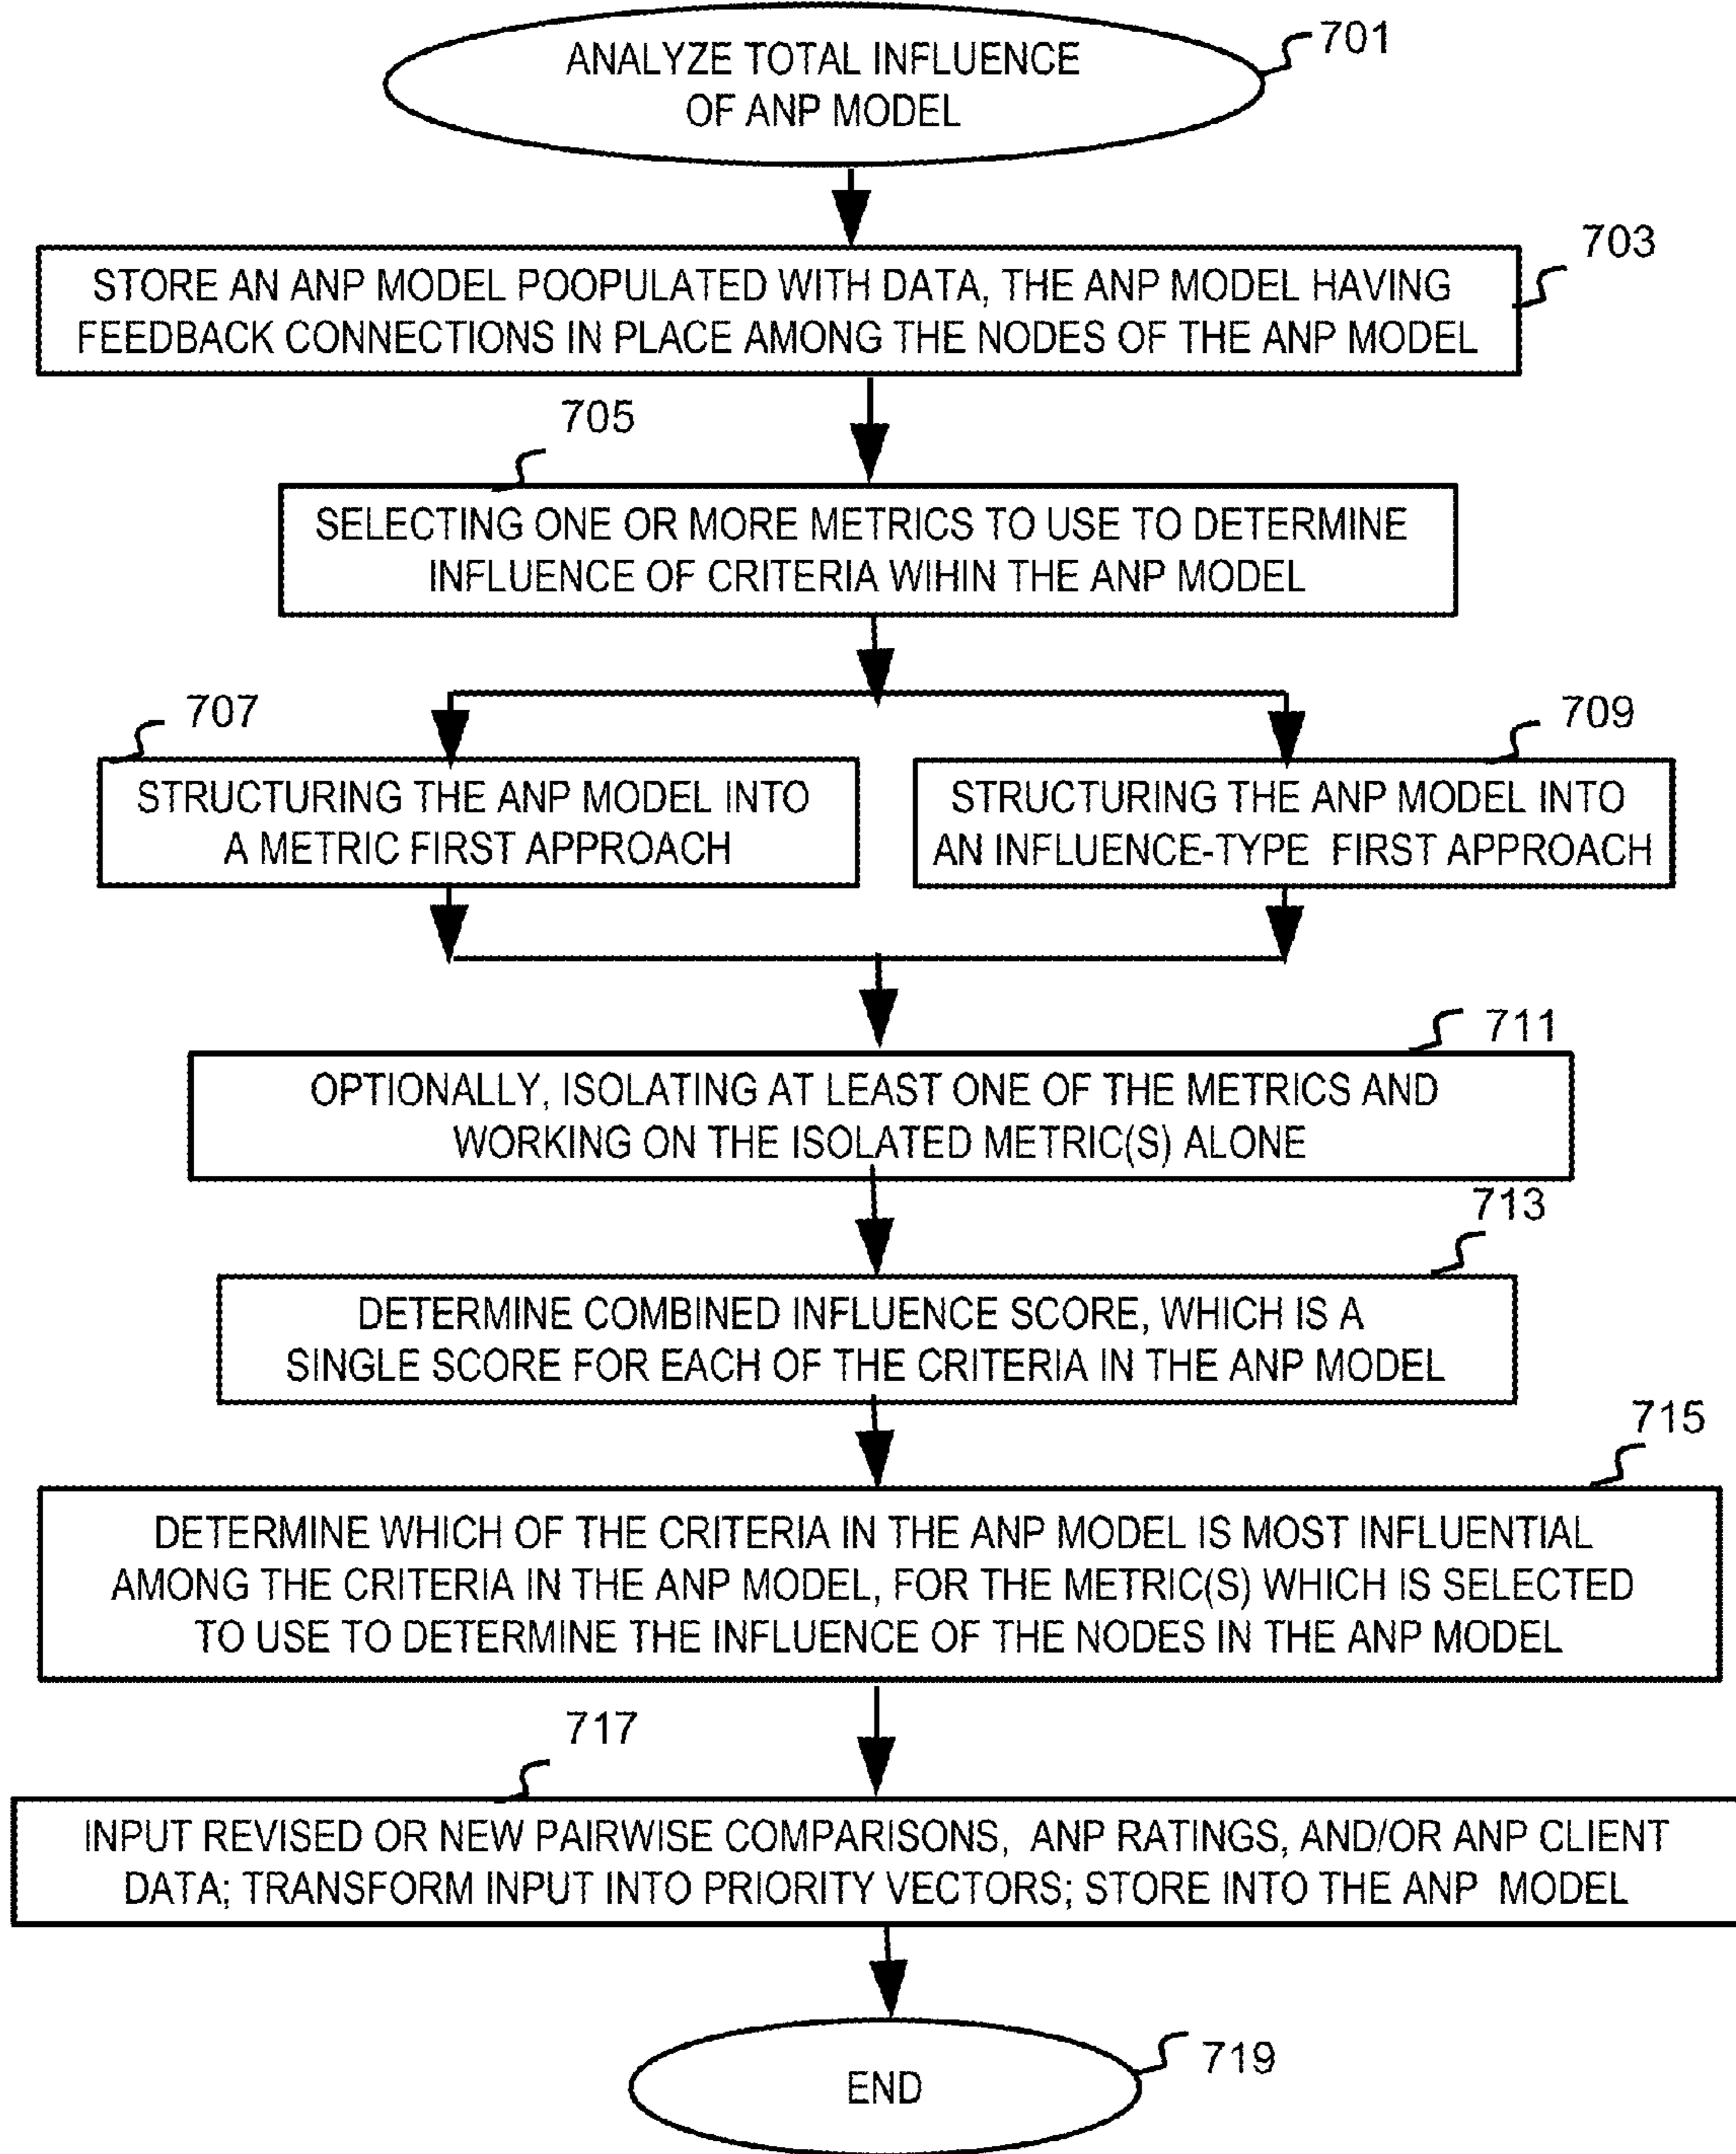 ANALYZE TOTAL INFLUENCE
OF ANP MODEL
701
703
STORE AN ANP MODEL POOPULATED WITH DATA, THE ANP MODEL HAVING
FEEDBACK CONNECTIONS IN PLACE AMONG THE NODES OF THE ANP MODEL
705
SELECTING ONE OR MORE METRICS TO USE TO DETERMINE
INFLUENCE OF CRITERIA WIHIN THE ANP MODEL
707
STRUCTURING THE ANP MODEL INTO
A METRIC FIRST APPROACH
709
STRUCTURING THE ANP MODEL INTO
AN INFLUENCE-TYPE FIRST APPROACH
711
OPTIONALLY, ISOLATING AT LEAST ONE OF THE METRICS AND
WORKING ON THE ISOLATED METRIC(S) ALONE
713
DETERMINE COMBINED INFLUENCE SCORE, WHICH IS A
SINGLE SCORE FOR EACH OF THE CRITERIA IN THE ANP MODEL
715
DETERMINE WHICH OF THE CRITERIA IN THE ANP MODEL IS MOST INFLUENTIAL
AMONG THE CRITERIA IN THE ANP MODEL, FOR THE METRIC(S) WHICH IS SELECTED
TO USE TO DETERMINE THE INFLUENCE OF THE NODES IN THE ANP MODEL
717
INPUT REVISED OR NEW PAIRWISE COMPARISONS, ANP RATINGS, AND/OR ANP CLIENT
DATA; TRANSFORM INPUT INTO PRIORITY VECTORS; STORE INTO THE ANP MODEL
END
719